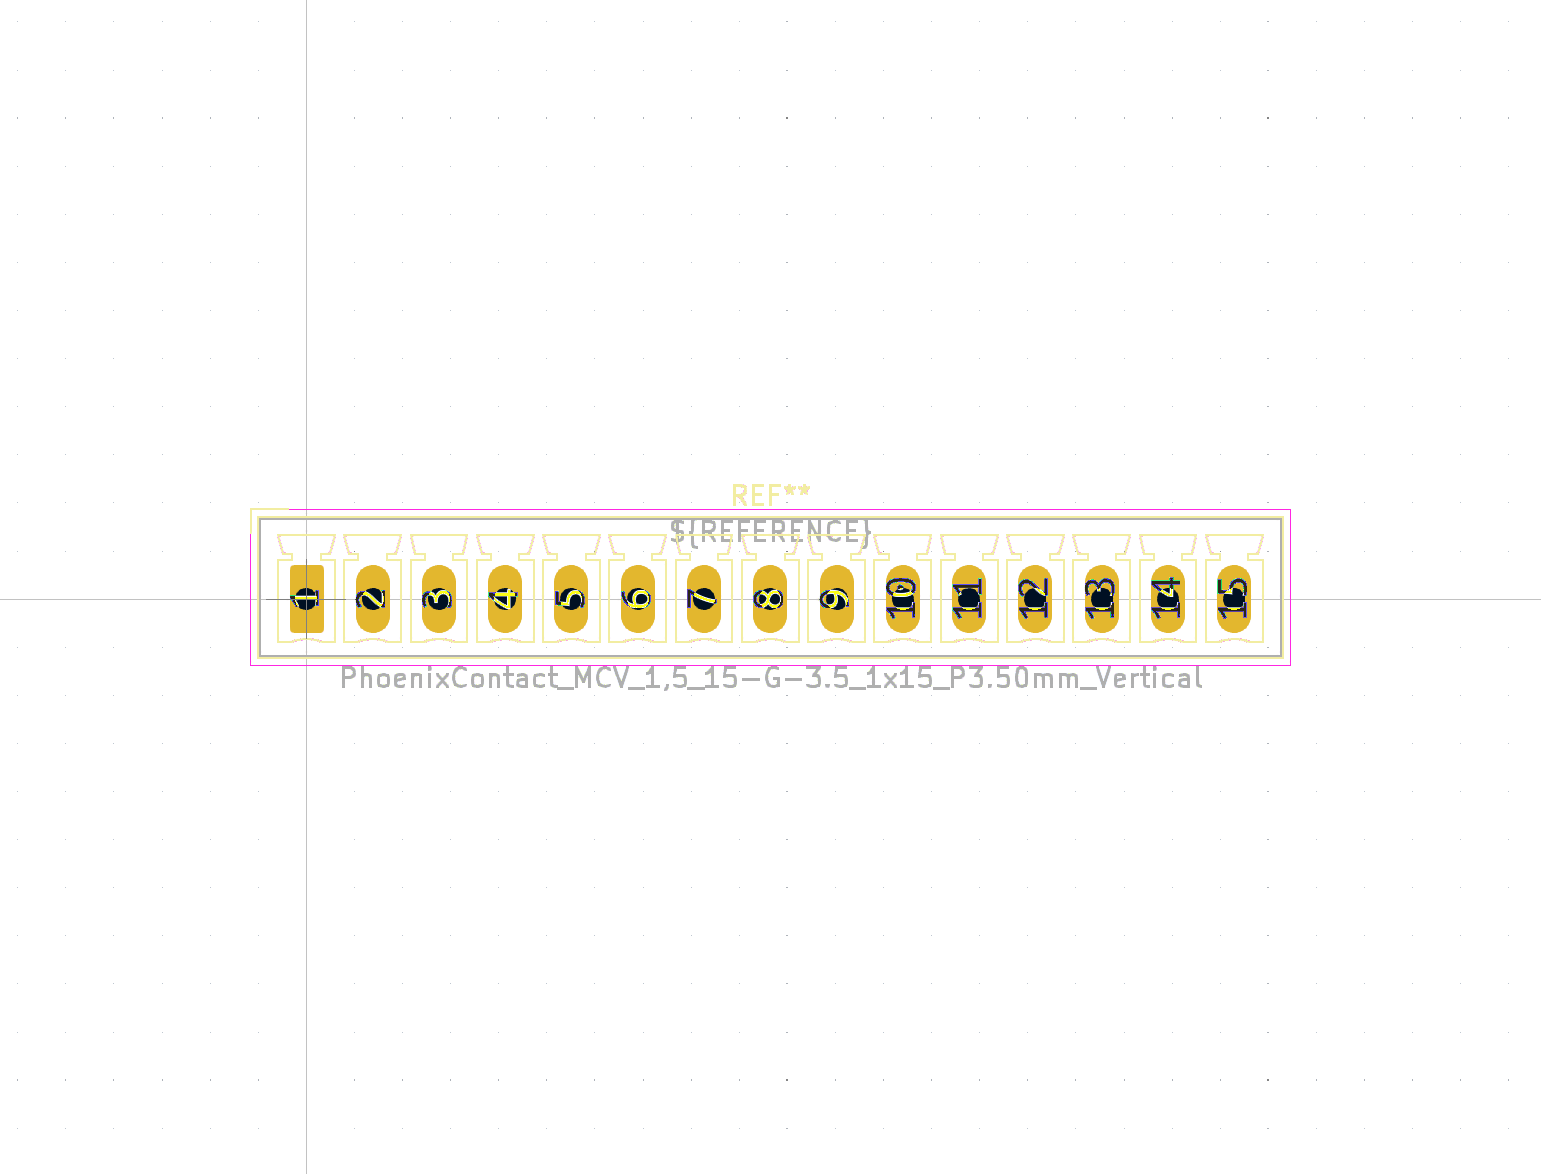 REF**
${REFERENCE}
1 2 3 4 5 6 7 8 9 10 11 12 13 14 15
PhoenixContact_MCV_1,5_15-G-3.5_1x15_P3.50mm_Vertical